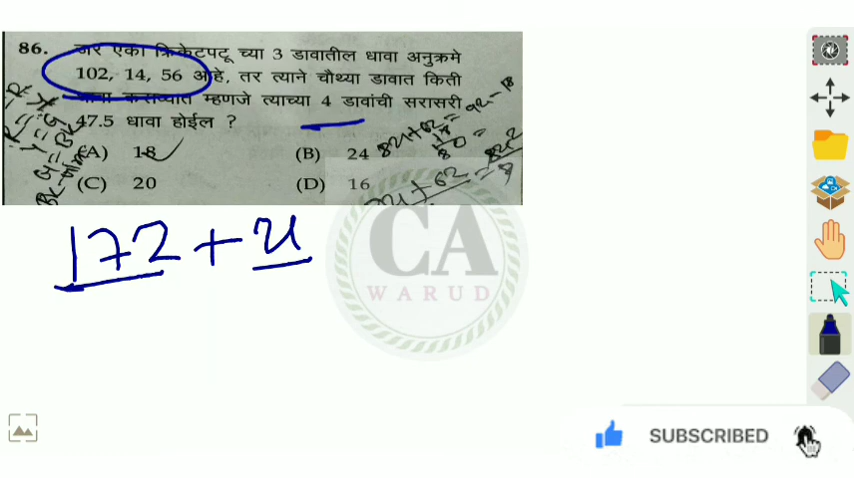 86. जर एका क्रिकेटपटू च्या 3 डावातील धावा अनुक्रमे
102, 14, 56 आहे, तर त्याने चौथ्या डावात किती
धावा कराव्यात म्हणजे त्याच्या 4 डावांची सरासरी
47.5 धावा होईल ?
(A) 18 (B) 24
(C) 20 (D) 16
172 + x
CA
WARUD
SUBSCRIBED